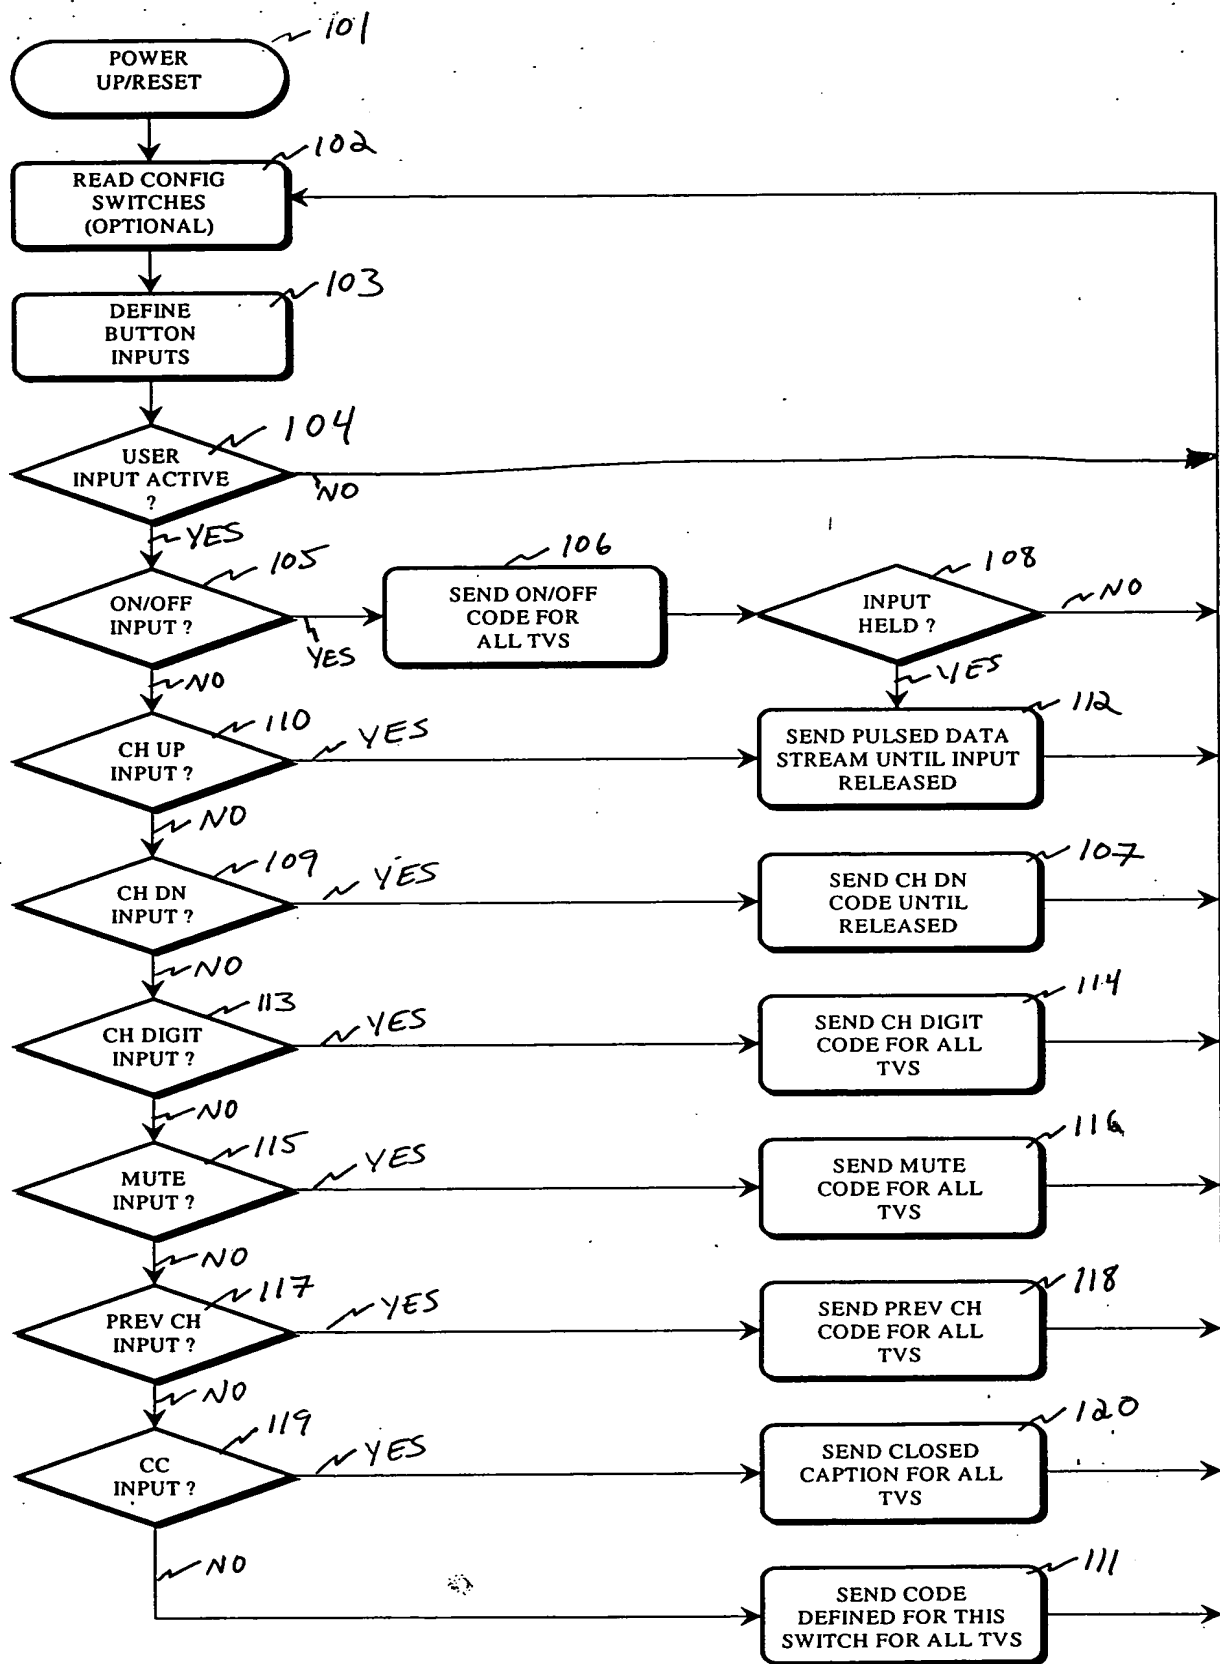 101
POWER
UP/RESET
102
READ CONFIG
SWITCHES
(OPTIONAL)
103
DEFINE
BUTTON
INPUTS
104
USER
INPUT ACTIVE
?
NO
YES
105
ON/OFF
INPUT ?
YES
106
SEND ON/OFF
CODE FOR
ALL TVS
108
INPUT
HELD ?
NO
YES
NO
110
CH UP
INPUT ?
YES
112
SEND PULSED DATA
STREAM UNTIL INPUT
RELEASED
NO
109
CH DN
INPUT ?
YES
107
SEND CH DN
CODE UNTIL
RELEASED
NO
113
CH DIGIT
INPUT ?
YES
114
SEND CH DIGIT
CODE FOR ALL
TVS
NO
115
MUTE
INPUT ?
YES
116
SEND MUTE
CODE FOR ALL
TVS
NO
117
PREV CH
INPUT ?
YES
118
SEND PREV CH
CODE FOR ALL
TVS
NO
119
CC
INPUT ?
YES
120
SEND CLOSED
CAPTION FOR ALL
TVS
NO
111
SEND CODE
DEFINED FOR THIS
SWITCH FOR ALL TVS